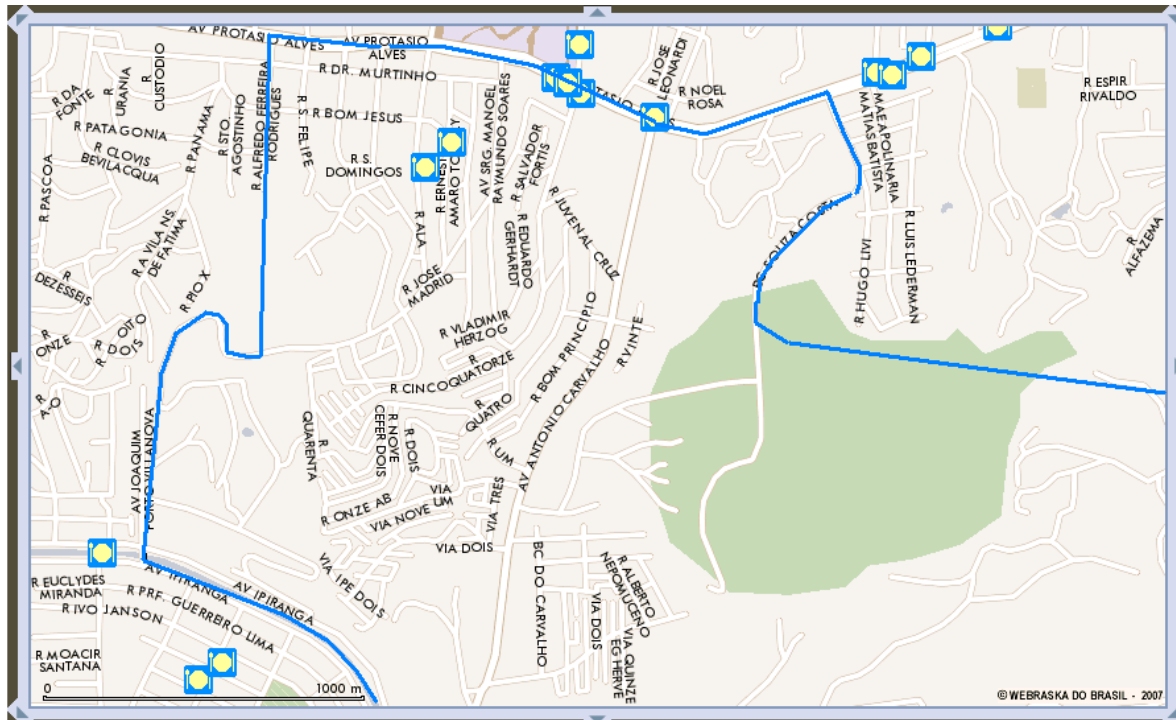 AV PROTASIO ALVES
AV PROTASIO
ALVES
R DR. MURTINHO
R JOSE
LEONARDI
R NOEL
ROSA
R ESPIR
RIVALDO
R DA
FONTE
R
URANIA
R
CUSTODIO
R PATAGONIA
R CLOVIS
BEVILACQUA
R PANAMA
R STO.
AGOSTINHO
R ALFREDO FERREIRA
RODRIGUES
R S. FELIPE
R BOM JESUS
R S.
DOMINGOS
AV SRG. MANOEL
RAYMUNDO SOARES
R SALVADOR
FORTIS
MAE APOLINARIA
MATIAS BATISTA
R PASCOA
R A VILA NS.
DE FATIMA
R ALA
AMARO
R EDUARDO
GERHARDT
R JUVENAL CRUZ
SOUZA COSTA
R HUGO LIVI
R LUIS LEDERMAN
R
ALFAZEMA
R
DEZESSEIS
R PIO X
R JOSE
MADRID
R OITO
R DOIS
R
ONZE
R VLADIMIR
HERZOG
R BOM PRINCIPIO
R VINTE
R CINCOQUATORZE
R
R
A-O
R
QUATRO
R
QUARENTA
R NOVE
CEFER DOIS
R DOIS
R UM
AV ANTONIO CARVALHO
AV JOAQUIM
PORTO VILLANOVA
R ONZE AB
VIA
NOVE UM
VIA
VIA TRES
VIA DOIS
VIA IPE DOIS
BC DO CARVALHO
R ALBERTO
NEPOMUCENO
VIA DOIS
VIA QUINZE
EG HERVE
R EUCLYDES
MIRANDA
AV IPIRANGA
AV IPIRANGA
R PRF. GUERREIRO LIMA
R IVO JANSON
R MOACIR
SANTANA
0
1000 m
© WEBRASKA DO BRASIL - 2007